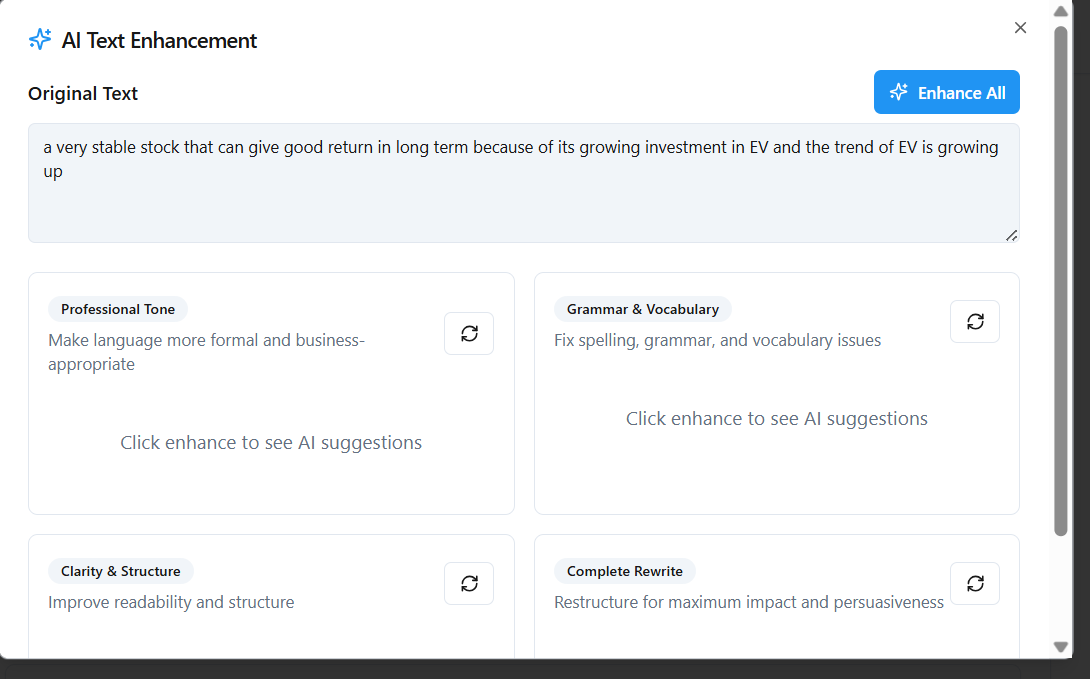 AI Text Enhancement
Original Text
Enhance All
a very stable stock that can give good return in long term because of its growing investment in EV and the trend of EV is growing
up
Professional Tone
Make language more formal and business-
appropriate
Click enhance to see AI suggestions
Grammar & Vocabulary
Fix spelling, grammar, and vocabulary issues
Click enhance to see AI suggestions
Clarity & Structure
Improve readability and structure
Complete Rewrite
Restructure for maximum impact and persuasiveness